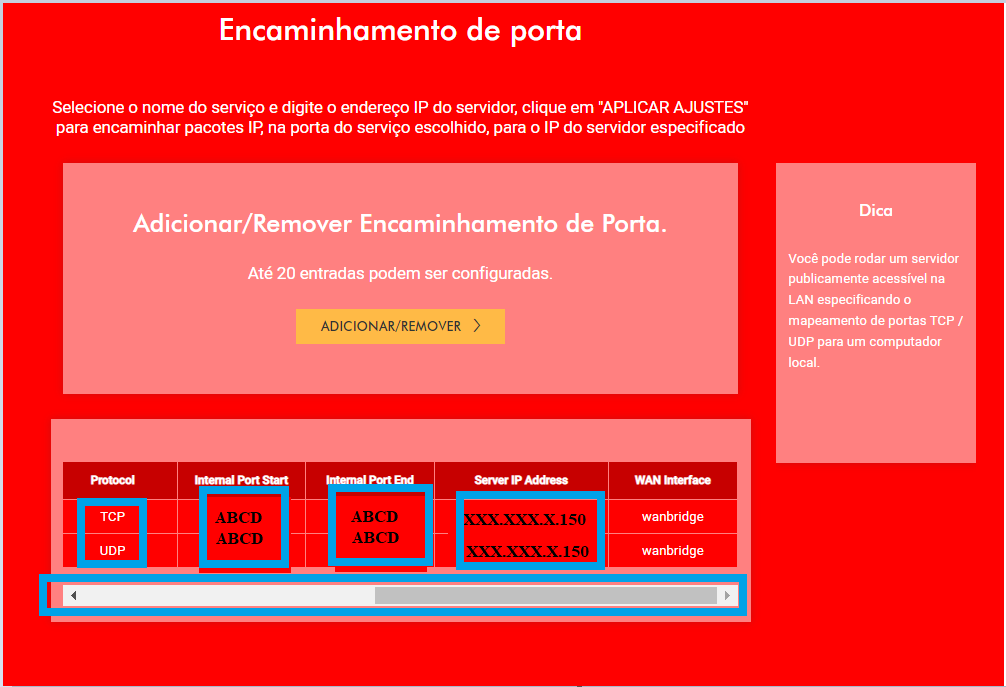 Encaminhamento de porta
Selecione o nome do serviço e digite o endereço IP do servidor, clique em "APLICAR AJUSTES"
para encaminhar pacotes IP, na porta do serviço escolhido, para o IP do servidor especificado
Adicionar/Remover Encaminhamento de Porta.
Até 20 entradas podem ser configuradas.
ADICIONAR/REMOVER
Dica
Você pode rodar um servidor
publicamente acessível na
LAN especificando o
mapeamento de portas TCP /
UDP para um computador
local.
Protocol Internal Port Start Internal Port End Server IP Address WAN Interface
TCP ABCD ABCD XXX.XXX.X.150 wanbridge
UDP ABCD ABCD XXX.XXX.X.150 wanbridge